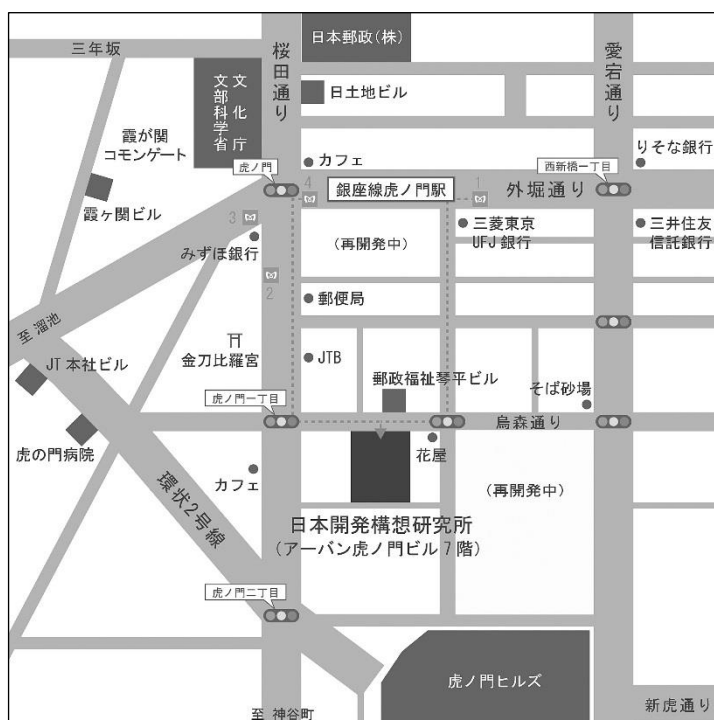 三年坂
桜田通り
日本郵政(株)
愛宕通り
文化庁
文部科学省
日土地ビル
霞が関
コモンゲート
虎ノ門
カフェ
西新橋一丁目
りそな銀行
4
銀座線虎ノ門駅
1
外堀通り
霞ヶ関ビル
3
三菱東京
UFJ 銀行
三井住友
信託銀行
みずほ銀行
(再開発中)
2
郵便局
至 溜池
金刀比羅宮
JTB
JT 本社ビル
郵政福祉琴平ビル
そば砂場
虎ノ門一丁目
烏森通り
虎の門病院
花屋
カフェ
環状2号線
(再開発中)
日本開発構想研究所
(アーバン虎ノ門ビル 7 階)
虎ノ門二丁目
虎ノ門ヒルズ
新虎通り
至 神谷町